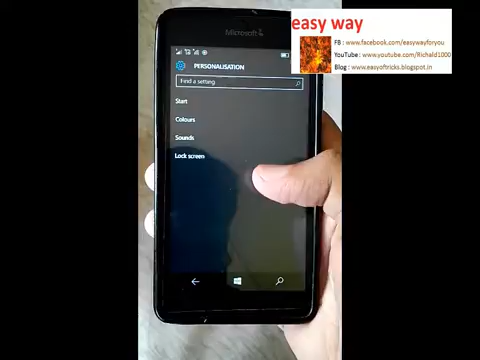 easy way
FB : www.facebook.com/easywayforyou
YouTube : www.youtube.com/Richald1000
Blog : www.easyoftricks.blogspot.in
Microsoft
PERSONALISATION
Find a setting
Start
Colours
Sounds
Lock screen